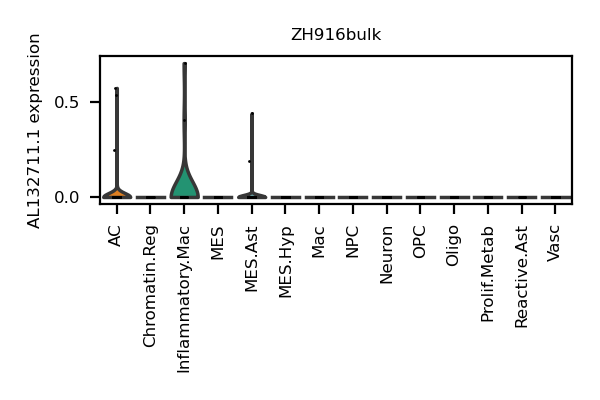 ZH916bulk
AL132711.1 expression
0.5
0.0
AC
Chromatin.Reg
Inflammatory.Mac
MES
MES.Ast
MES.Hyp
Mac
NPC
Neuron
OPC
Oligo
Prolif.Metab
Reactive.Ast
Vasc